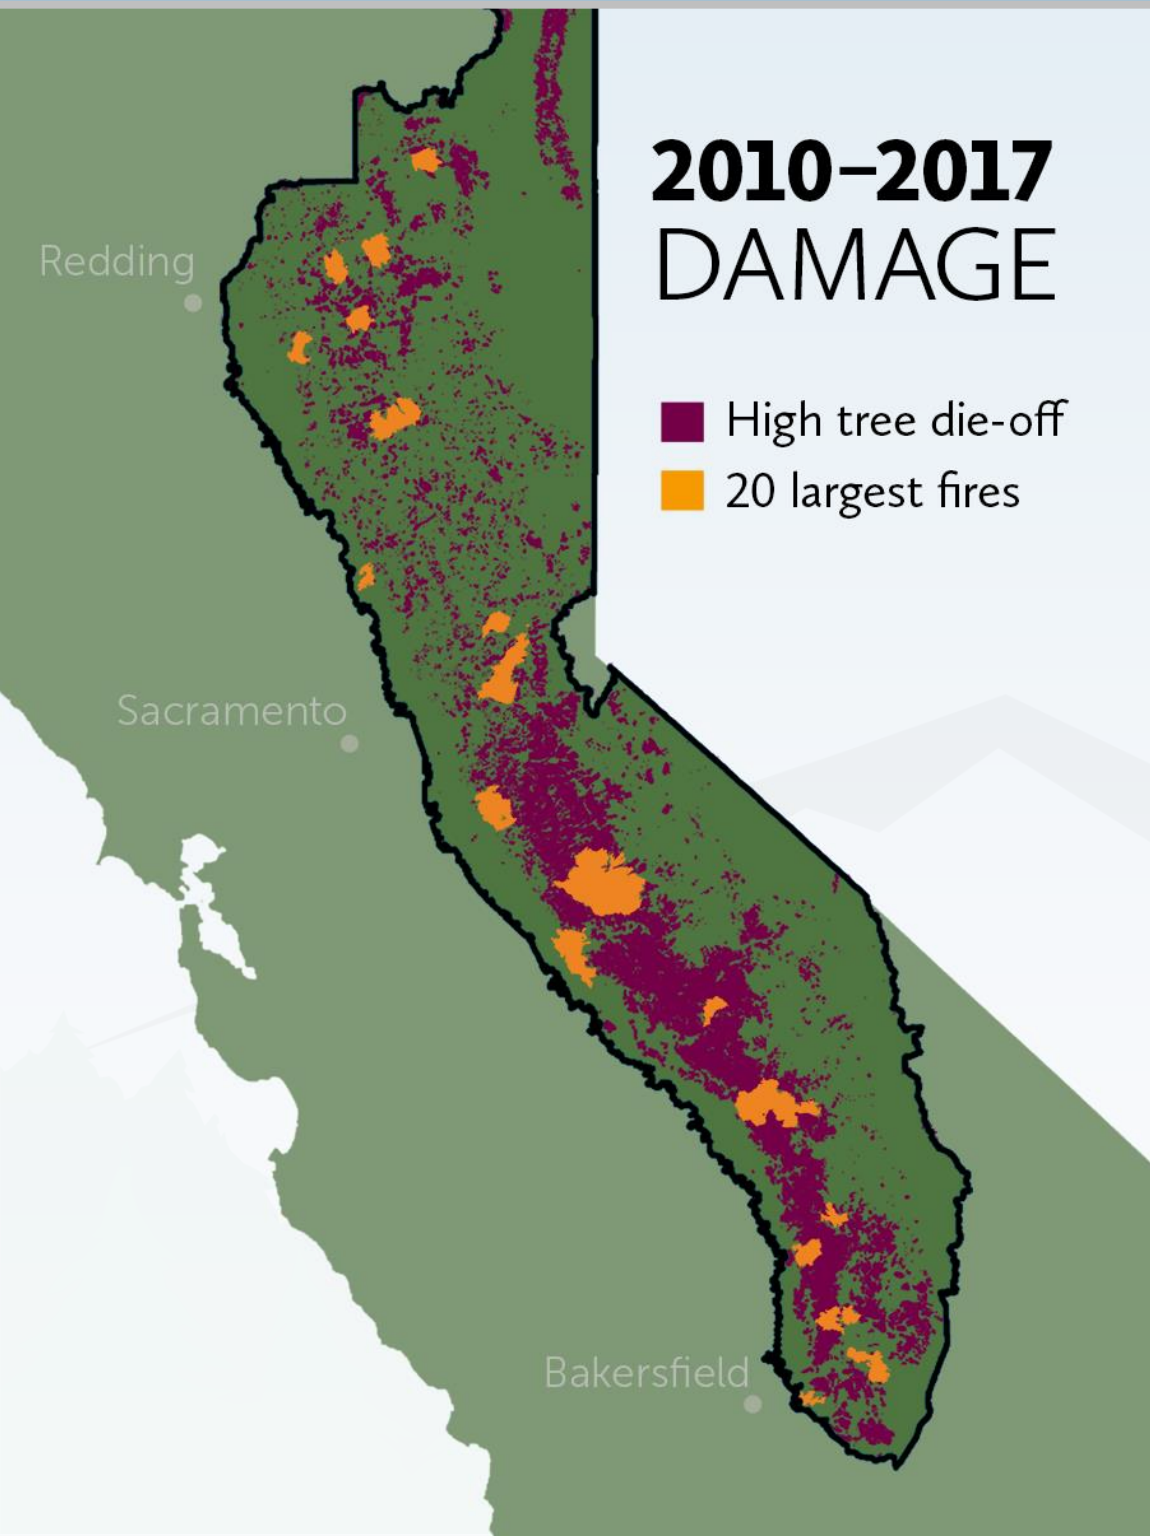 2010–2017
DAMAGE
Redding
High tree die-off
20 largest fires
Sacramento
Bakersfield